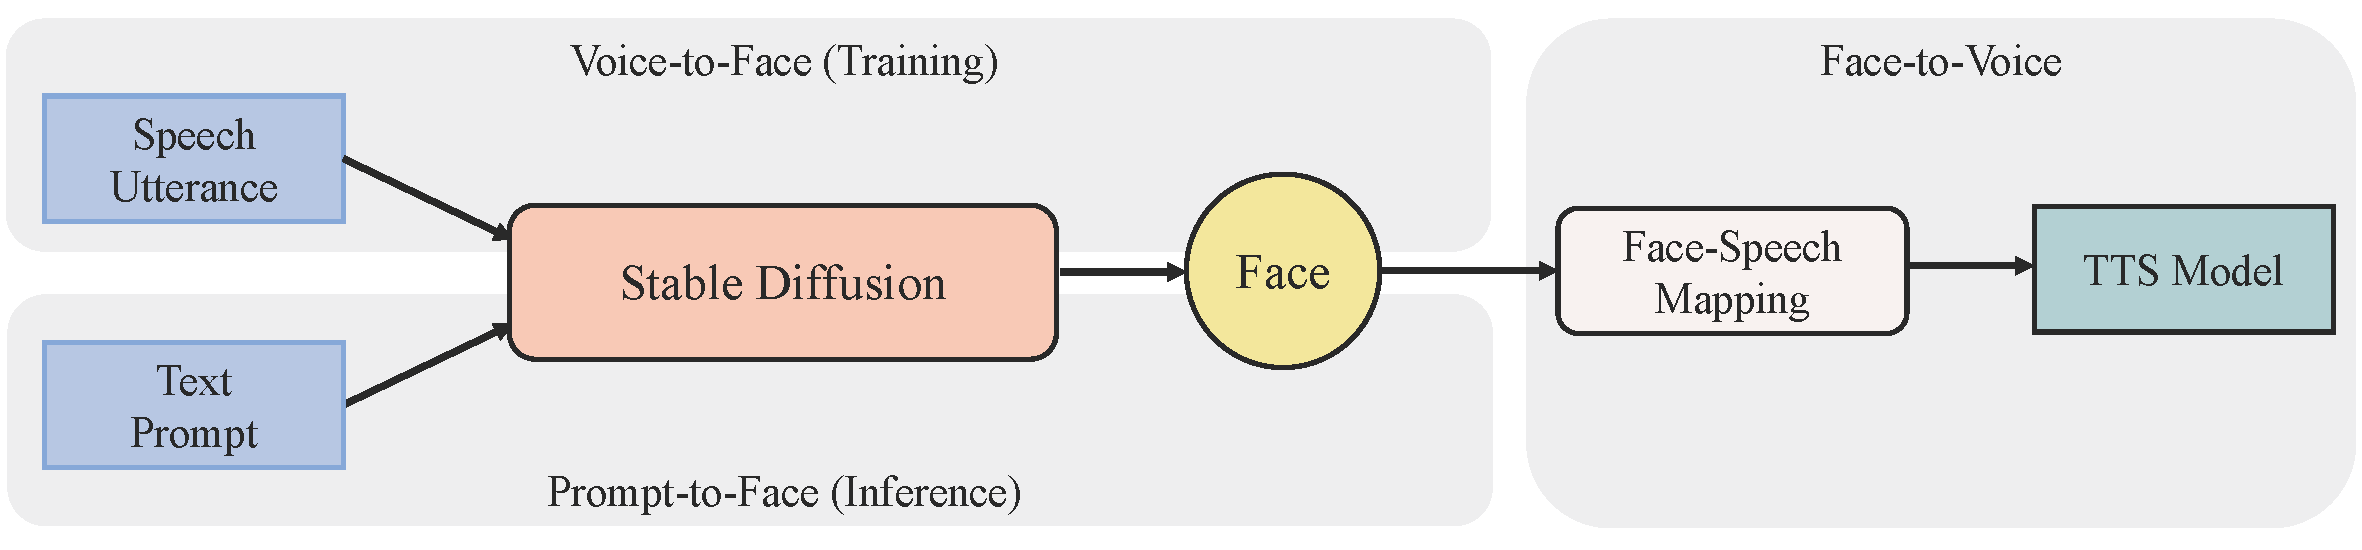 Voice-to-Face (Training)
Face-to-Voice
Speech
Utterance
Stable Diffusion
Face
Face-Speech
Mapping
TTS Model
Text
Prompt
Prompt-to-Face (Inference)